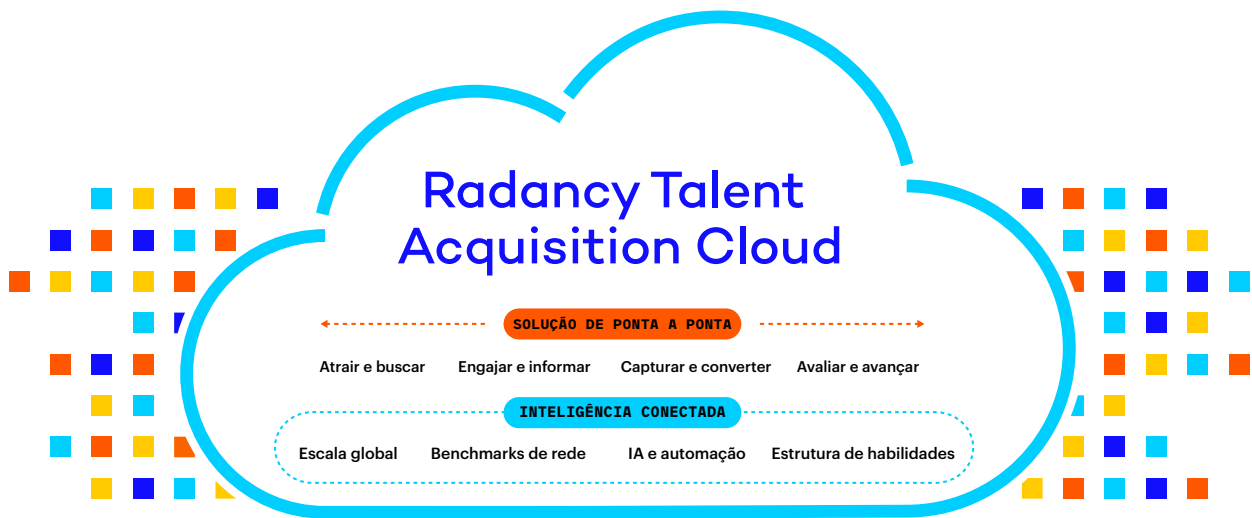 Radancy Talent
Acquisition Cloud
SOLUÇÃO DE PONTA A PONTA
Atrair e buscar Engajar e informar Capturar e converter Avaliar e avançar
INTELIGÊNCIA CONECTADA
Escala global Benchmarks de rede IA e automação Estrutura de habilidades